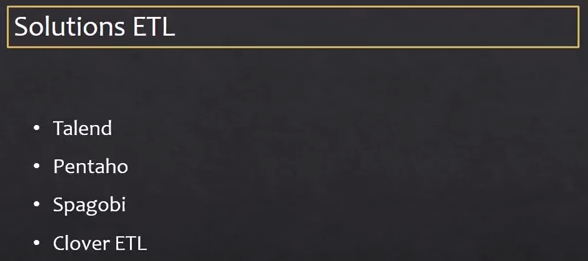 Solutions ETL
• Talend
• Pentaho
• Spagobi
• Clover ETL